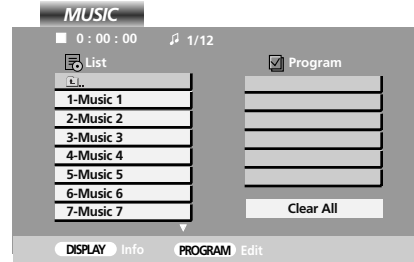 MUSIC
0 : 00 : 00 1/12
List
Program
..
1-Music 1
2-Music 2
3-Music 3
4-Music 4
5-Music 5
6-Music 6
7-Music 7
Clear All
DISPLAY Info PROGRAM Edit